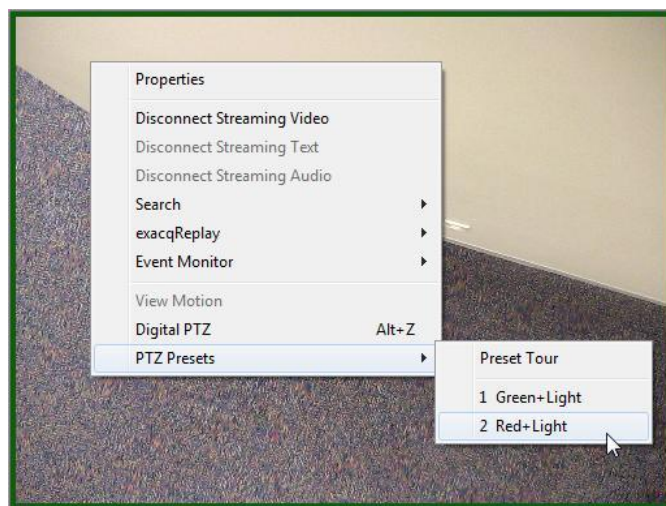 Properties
Disconnect Streaming Video
Disconnect Streaming Text
Disconnect Streaming Audio
Search
exacqReplay
Event Monitor
View Motion
Digital PTZ Alt+Z
PTZ Presets
Preset Tour
1 Green+Light
2 Red+Light